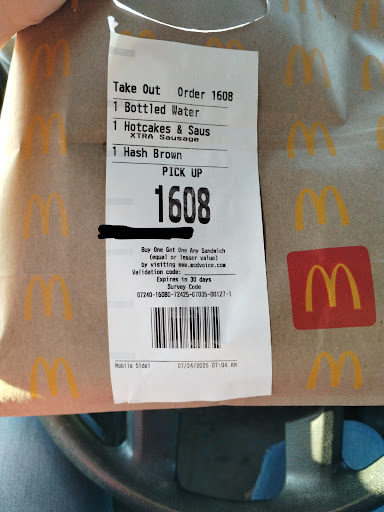 Take Out Order 1608
1 Bottled Water
1 Hotcakes & Saus
XTRA Sausage
1 Hash Brown
PICK UP
1608
Buy One Get One Any Sandwich
(equal or lesser value)
by visiting www.mcdvoice.com
Validation code:
Expires in 30 days
Survey Code
07240-16080-72425-07035-00127-1
Mobile Side1 07/24/2025 07:04 AM